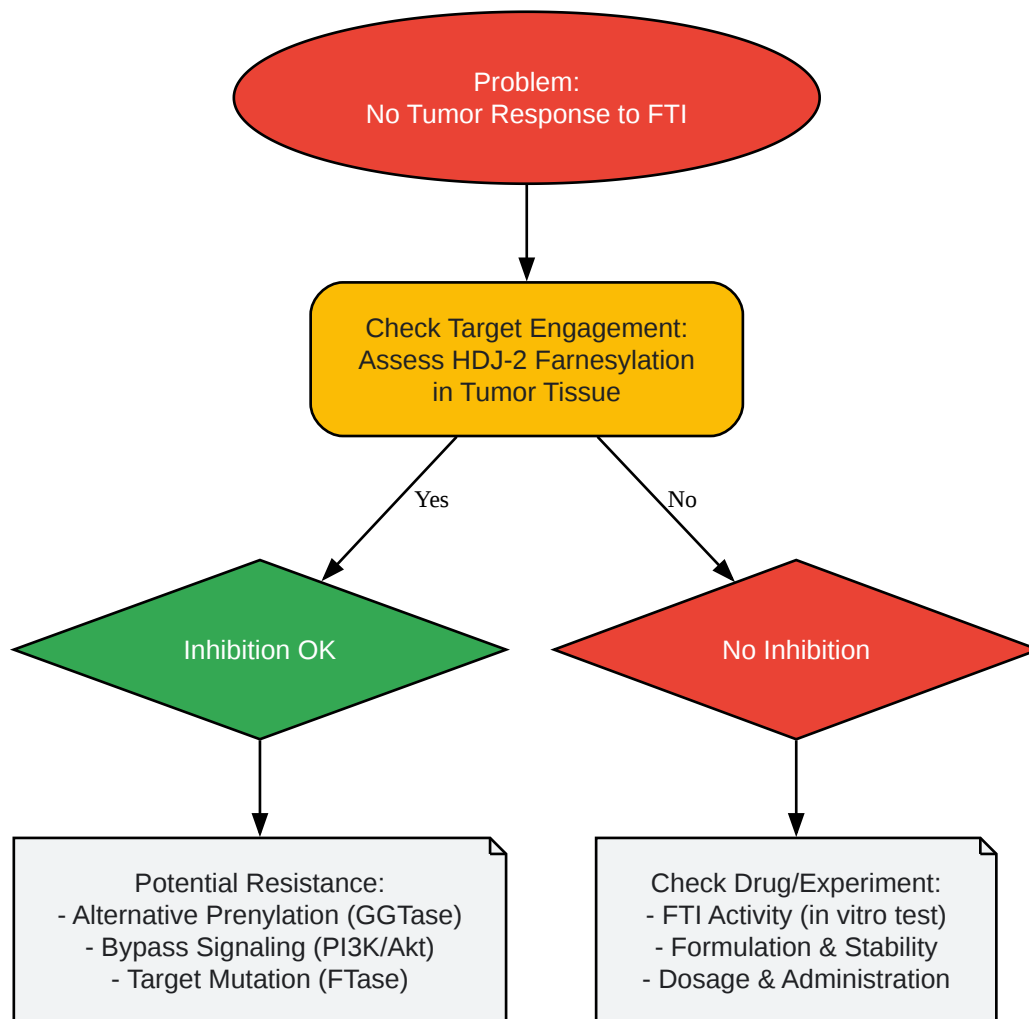 Problem:
No Tumor Response to FTI
Check Target Engagement:
Assess HDJ-2 Farnesylation
in Tumor Tissue
Yes
No
Inhibition OK
No Inhibition
Potential Resistance:
- Alternative Prenylation (GGTase)
- Bypass Signaling (PI3K/Akt)
- Target Mutation (FTase)
Check Drug/Experiment:
- FTI Activity (in vitro test)
- Formulation & Stability
- Dosage & Administration